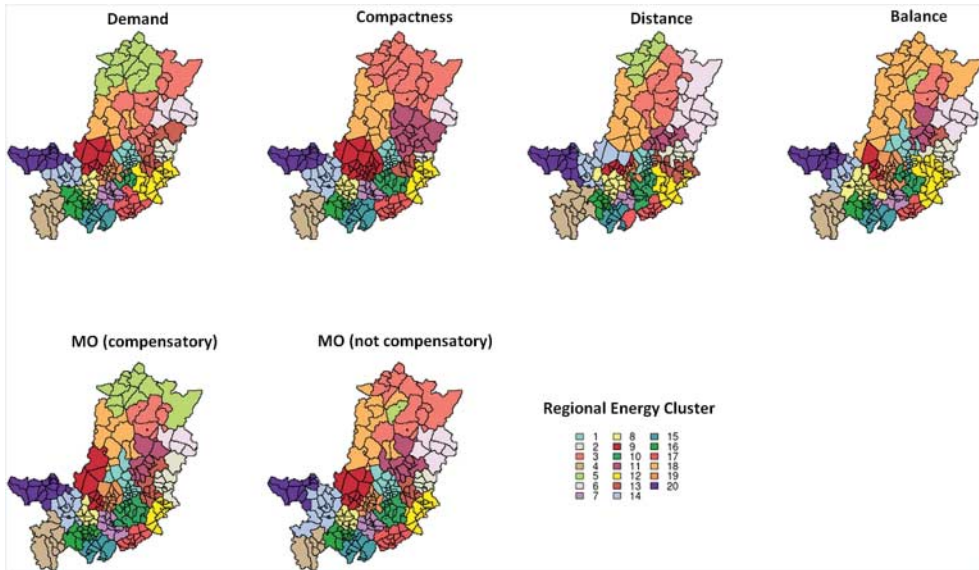 Demand Compactness Distance Balance
MO (compensatory) MO (not compensatory)
Regional Energy Cluster
1 8 15
2 9 16
3 10 17
4 11 18
5 12 19
6 13 20
7 14